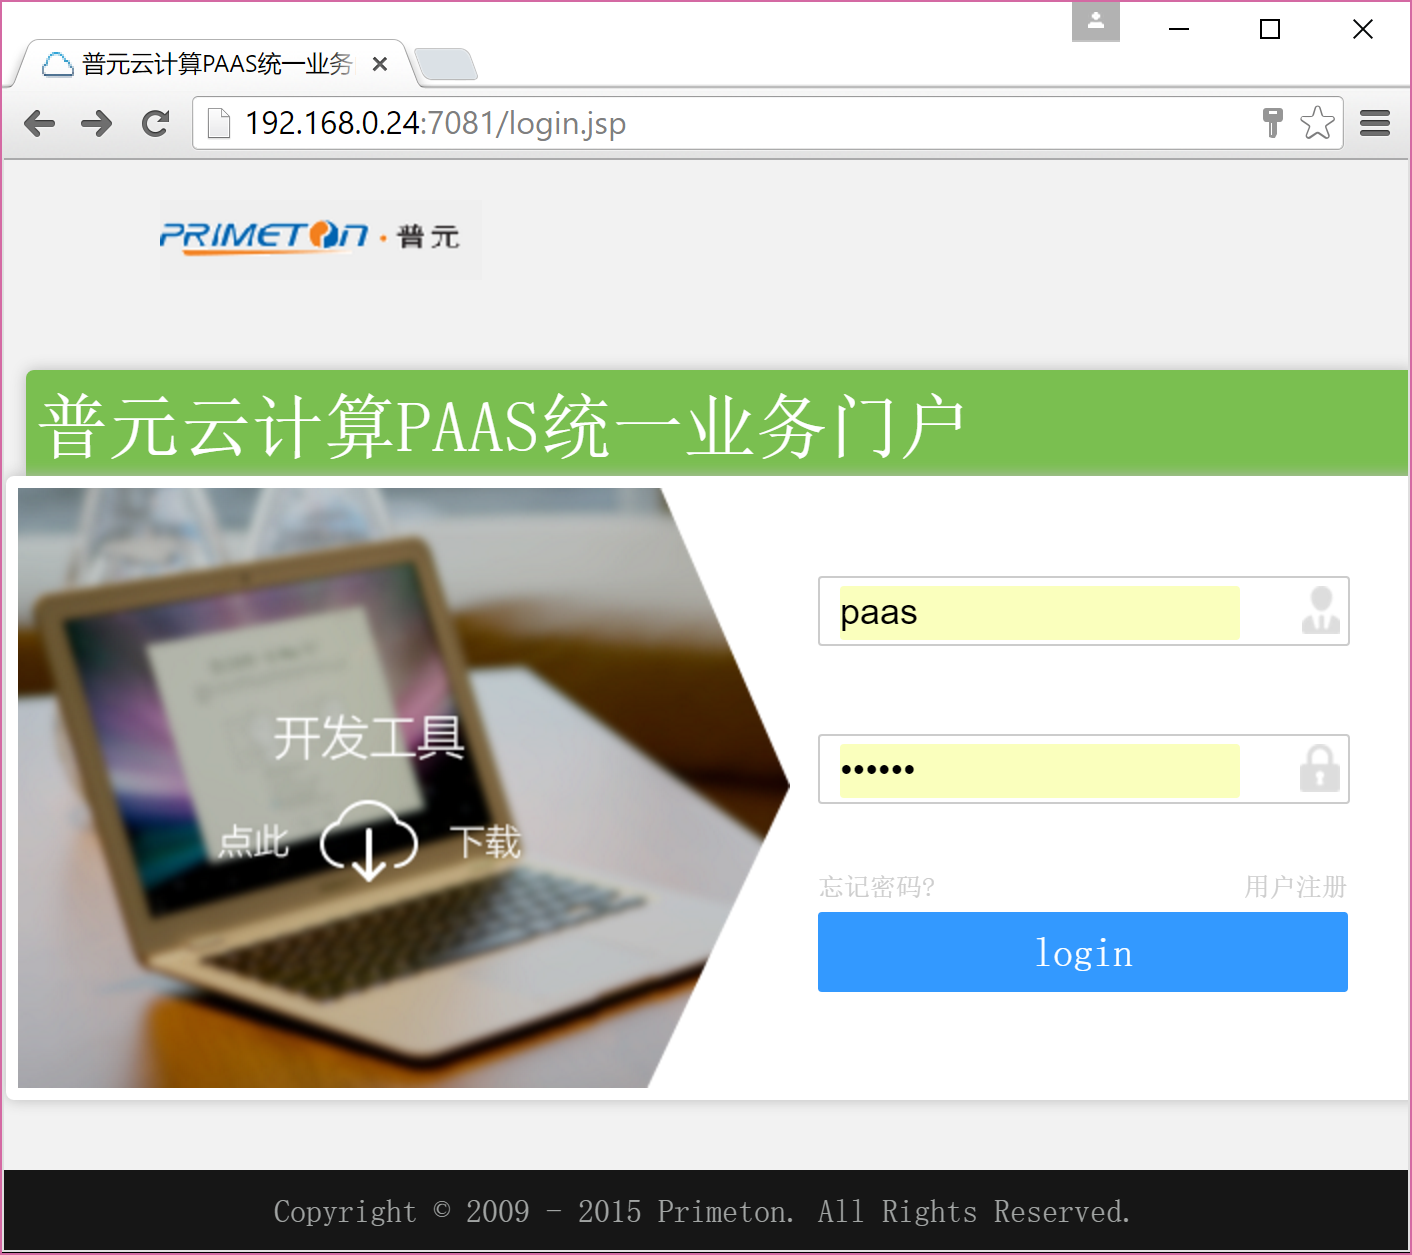 普元云计算PAAS统一业务
192.168.0.24:7081/login.jsp
PRIMETON · 普元
普元云计算PAAS统一业务门户
开发工具
点此 下载
paas
••••••
忘记密码? 用户注册
login
Copyright © 2009 - 2015 Primeton. All Rights Reserved.